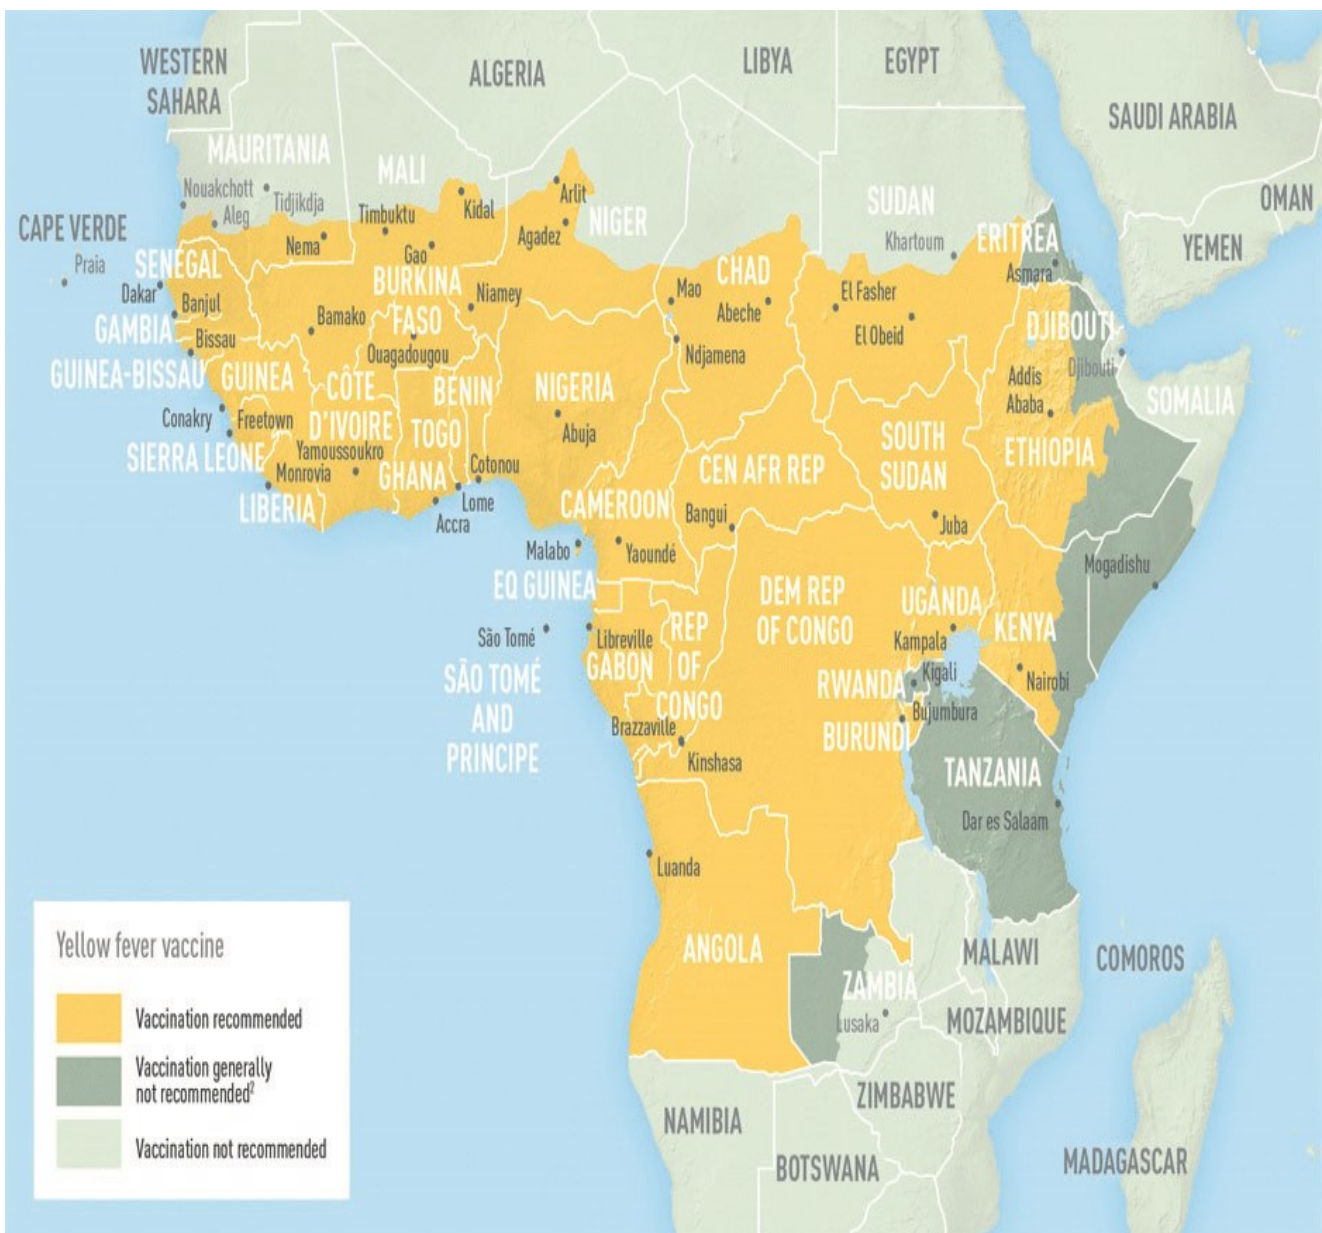 WESTERN
SAHARA
ALGERIA
LIBYA
EGYPT
SAUDI ARABIA
OMAN
YEMEN
MAURITANIA
MALI
NIGER
SUDAN
Khartoum
ERITREA
Asmara
Nouakchott
Tidjikdja
Aleg
Timbuktu
Kidal
Arlit
Agadez
Nema
Gao
CAPE VERDE
Praia
SENEGAL
Dakar
Banjul
GAMBIA
Bissau
GUINEA-BISSAU
GUINEA
Bamako
BURKINA
FASO
Ouagadougou
Niamey
CHAD
Mao
Abeche
Ndjamena
El Fasher
El Obeid
DJIBOUTI
Djibouti
Addis
Ababa
ETHIOPIA
SOMALIA
Conakry
Freetown
SIERRA LEONE
CÔTE
D'IVOIRE
Yamoussoukro
Monrovia
LIBERIA
BENIN
TOGO
GHANA
Cotonou
Lome
Accra
NIGERIA
Abuja
CAMEROON
Yaoundé
CEN AFR REP
Bangui
SOUTH
SUDAN
Juba
Mogadishu
Malabo
EQ GUINEA
São Tomé
SÃO TOMÉ
AND
PRINCIPE
Libreville
GABON
REP
OF
CONGO
Brazzaville
Kinshasa
DEM REP
OF CONGO
UGANDA
Kampala
KENYA
Nairobi
RWANDA
Kigali
Bujumbura
BURUNDI
TANZANIA
Dar es Salaam
Luanda
ANGOLA
ZAMBIA
Lusaka
MALAWI
COMOROS
MOZAMBIQUE
ZIMBABWE
NAMIBIA
BOTSWANA
MADAGASCAR
Yellow fever vaccine
Vaccination recommended
Vaccination generally
not recommended²
Vaccination not recommended